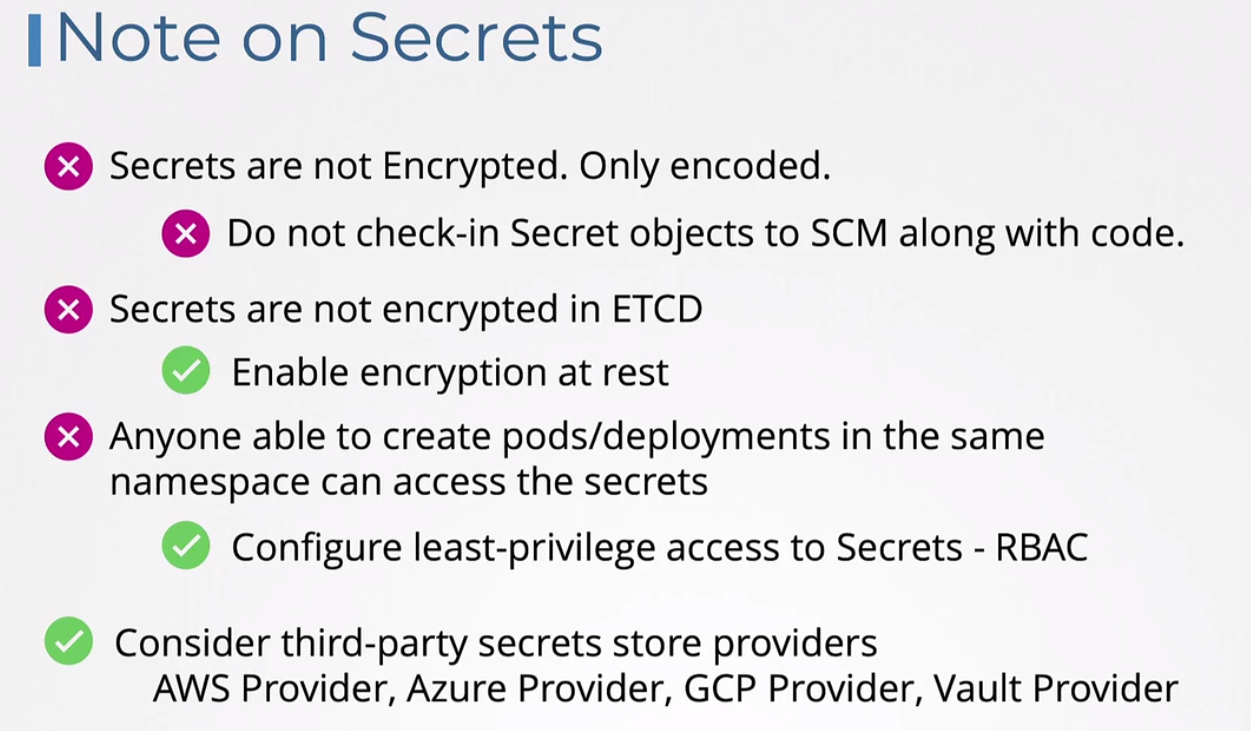 Note on Secrets
Secrets are not Encrypted. Only encoded.
Do not check-in Secret objects to SCM along with code.
Secrets are not encrypted in ETCD
Enable encryption at rest
Anyone able to create pods/deployments in the same
namespace can access the secrets
Configure least-privilege access to Secrets - RBAC
Consider third-party secrets store providers
AWS Provider, Azure Provider, GCP Provider, Vault Provider